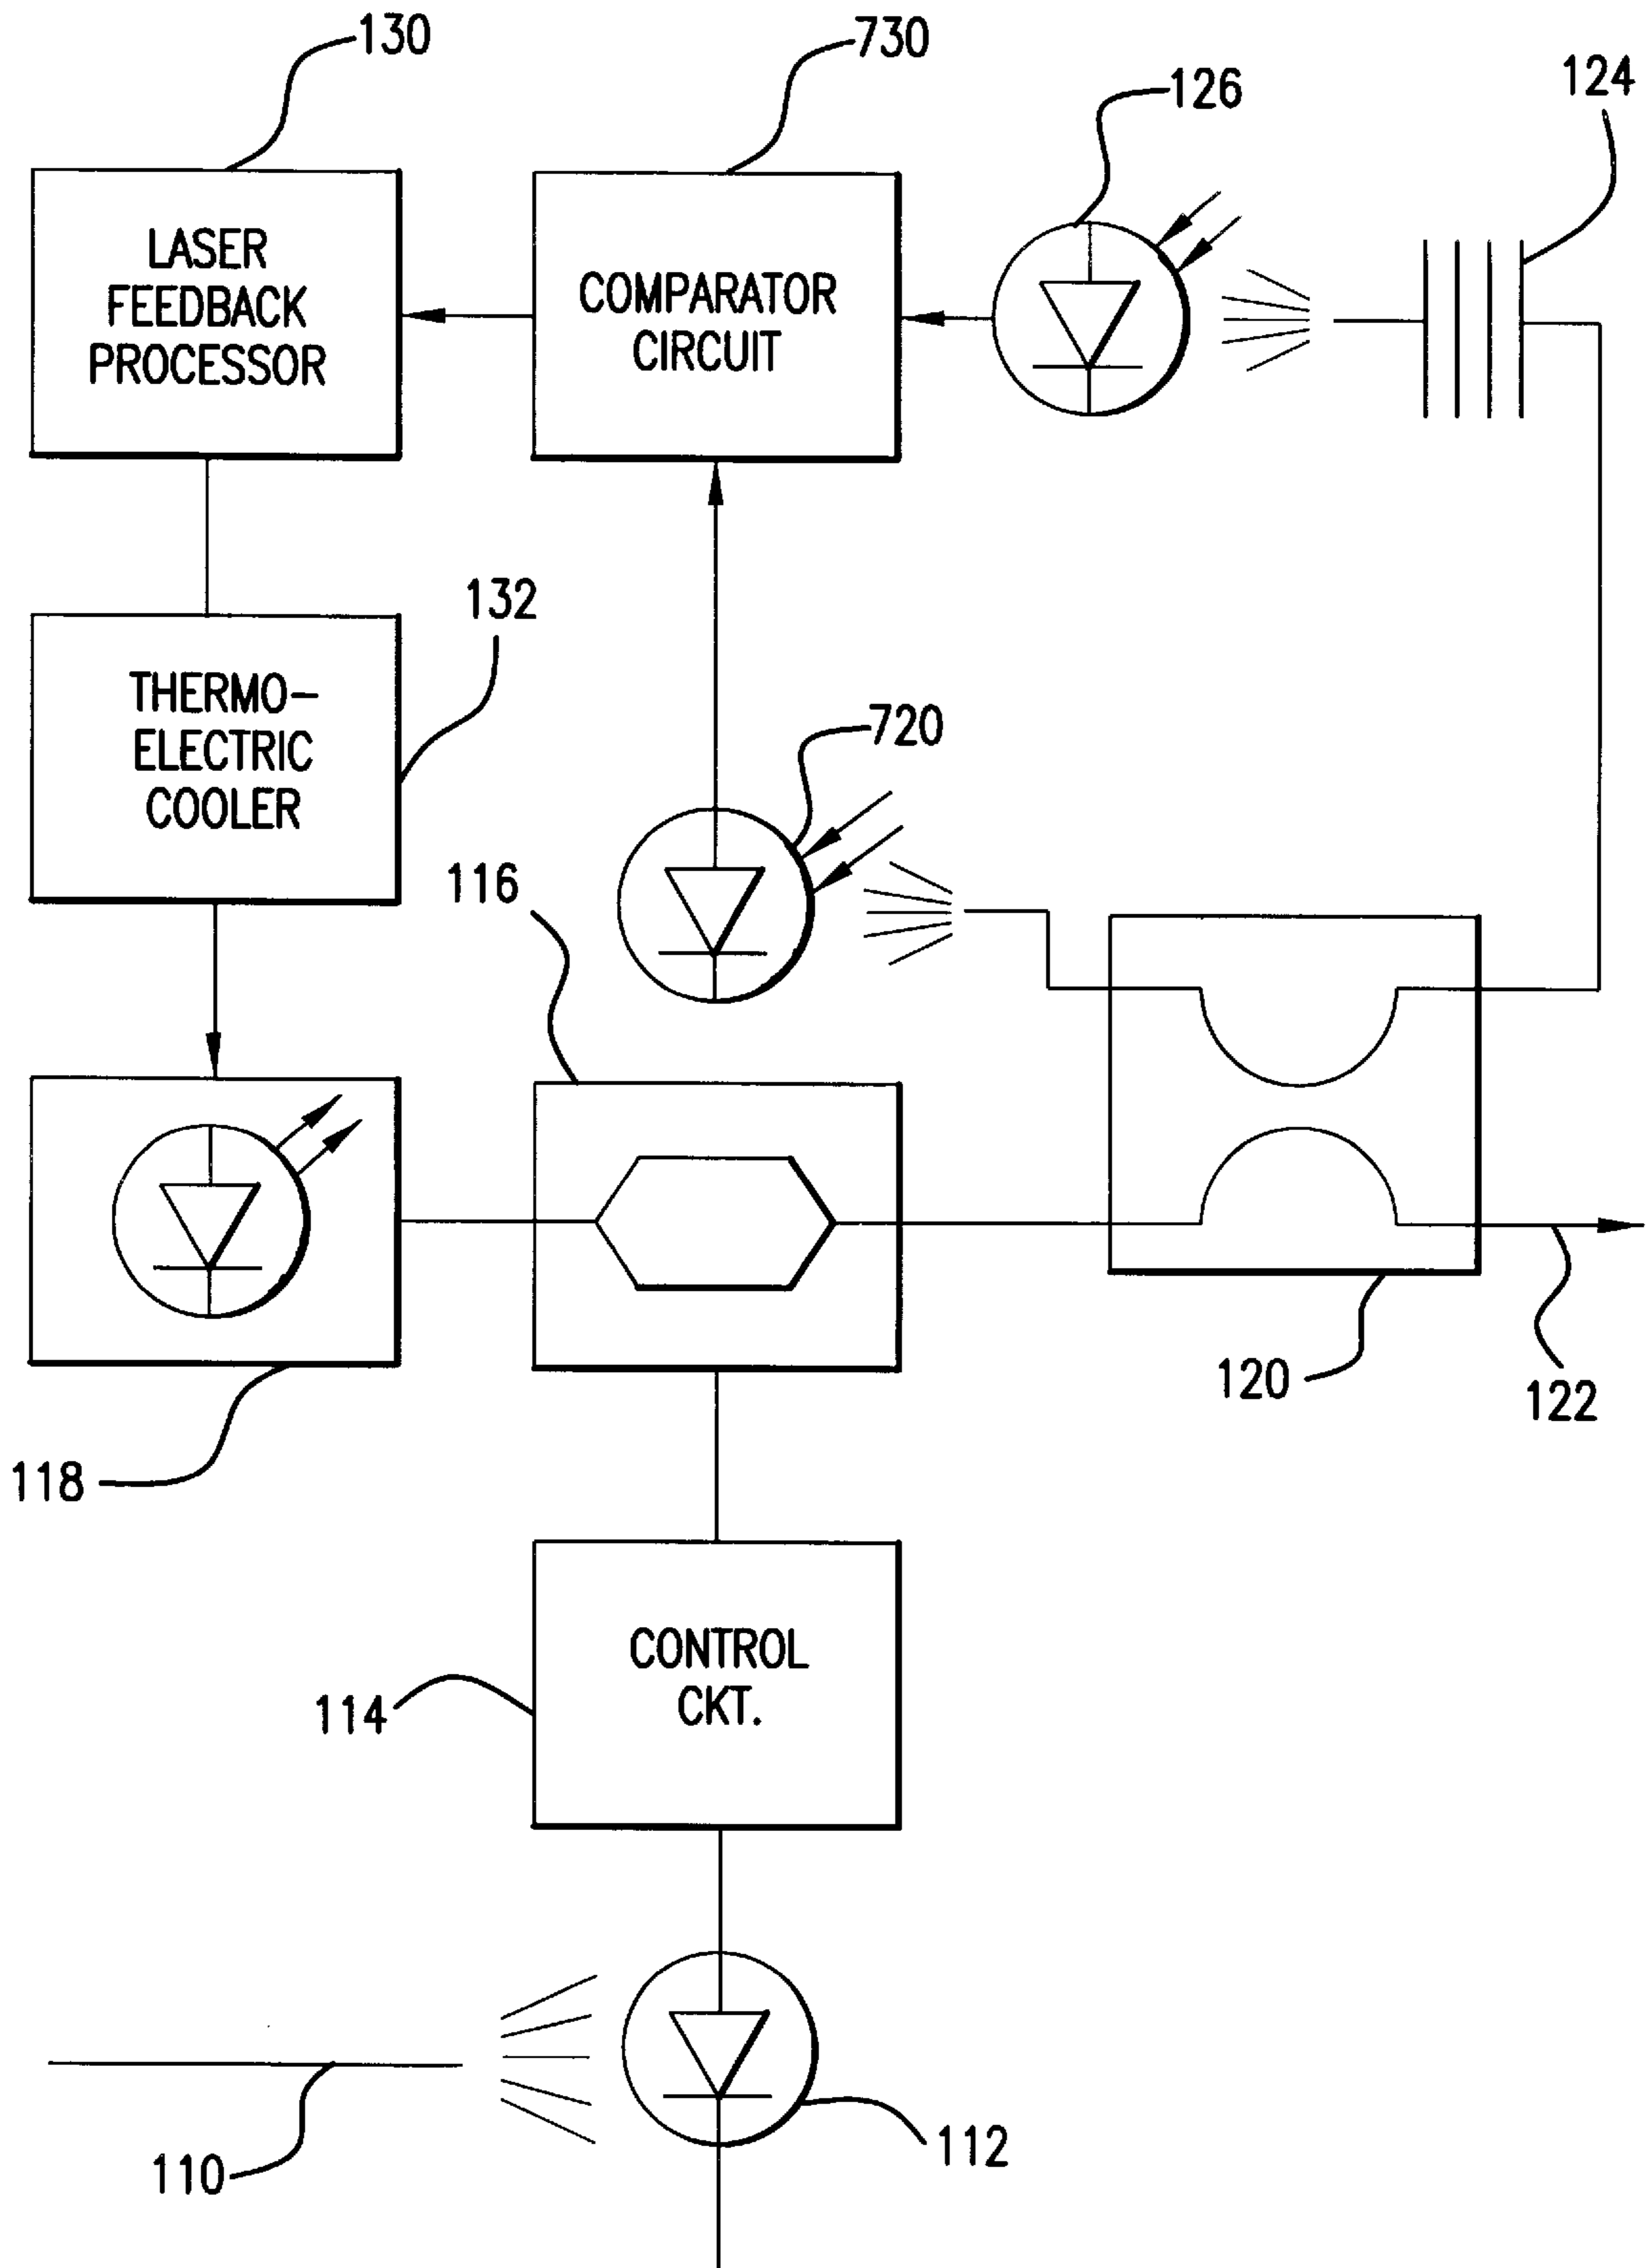 130
730
126
124
LASER
FEEDBACK
PROCESSOR
COMPARATOR
CIRCUIT
132
THERMO-
ELECTRIC
COOLER
720
116
118
120
122
CONTROL
CKT.
114
110
112